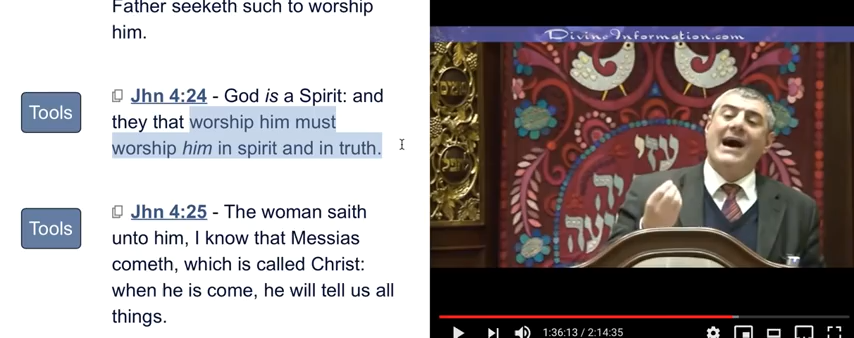 Father seeketh such to worship
him.
Tools
Jhn 4:24 - God is a Spirit: and
they that worship him must
worship him in spirit and in truth.
Tools
Jhn 4:25 - The woman saith
unto him, I know that Messias
cometh, which is called Christ:
when he is come, he will tell us all
things.
DivineInformation.com
עזי
1:36:13 / 2:14:35